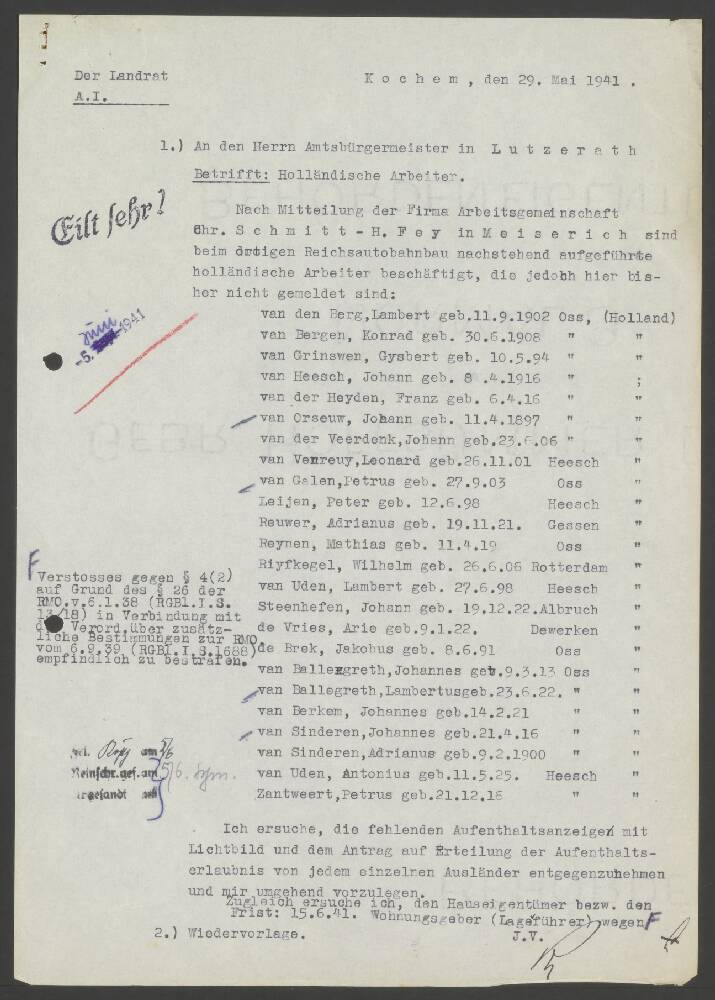 Der Landrat
A.I.
Kochem, den 29. Mai 1941.
1.) An den Herrn Amtsbürgermeister in Lutzerath
Betrifft: Holländische Arbeiter.
Eilt sehr!
Nach Mitteilung der Firma Arbeitsgemeinschaft
Chr. Schmitt - H. Fey in Meiserich sind
beim dortigen Reichsautobahnbau nachstehend aufgeführte
holländische Arbeiter beschäftigt, die jedohh hier bis-
her nicht gemeldet sind:
Juni
-5. 1941
van den Berg,Lambert geb.11.9.1902 Oss, (Holland)
van Bergen, Konrad geb. 30.6.1908 " "
van Grinswen, Gysbert geb. 10.5.94 " "
van Heesch, Johann geb. 8 .4.1916 " ;
van der Heyden, Franz geb. 6.4.16 " "
van Orseuw, Johann geb. 11.4.1897 " "
van der Veerdonk,Johann geb.23.6.06 " "
van Venreuy,Leonard geb.26.11.01 Heesch "
van Galen,Petrus geb. 27.9.03 Oss "
Leijen, Peter geb. 12.6.98 Heesch "
Reuwer, Adrianus geb. 19.11.21. Gessen "
Reynen, Mathias geb. 11.4.19 Oss "
Riyfkegel, Wilhelm geb. 26.6.06 Rotterdam "
van Uden, Lambert geb. 27.6.98 Heesch "
Steenhefen, Johann geb. 19.12.22.Albruch "
de Vries, Arie geb.9.1.22. Dewerken "
de Brek, Jakobus geb. 8.6.91 Oss "
van Ballegreth,Johannes geb.9.3.13 Oss "
van Ballegreth,Lambertusgeb.23.6.22. " "
van Berkem, Johannes geb.14.2.21 "
van Sinderen,Johannes geb.21.4.16 " "
van Sinderen,Adrianus geb.9.2.1900 " "
van Uden, Antonius geb.11.5.25. Heesch "
Zantweert,Petrus geb.21.12.16 " "
F
Verstosses gegen § 4(2)
auf Grund des § 26 der
RMO.v.6.1.38 (RGBl.I.S.
13/18) in Verbindung mit
d Verord.über zusätz-
liche Bestimmungen zur RMO.
vom 6.9.39 (RGBl.I.S.1688)
empfindlich zu bestrafen.
am 5/6
Reinschr.gef.am 5/6.
Ich ersuche, die fehlenden Aufenthaltsanzeigen mit
Lichtbild und dem Antrag auf Erteilung der Aufenthalts-
erlaubnis von jedem einzelnen Ausländer entgegenzuhehmen
und mir umgehend vorzulegen.
Zugleich ersuche ich, den Hauseigentümer bezw. den
Frist: 15.6.41. Wohnungsgeber (Lagerführer) wegen F
2.) Wiedervorlage.
J.V.